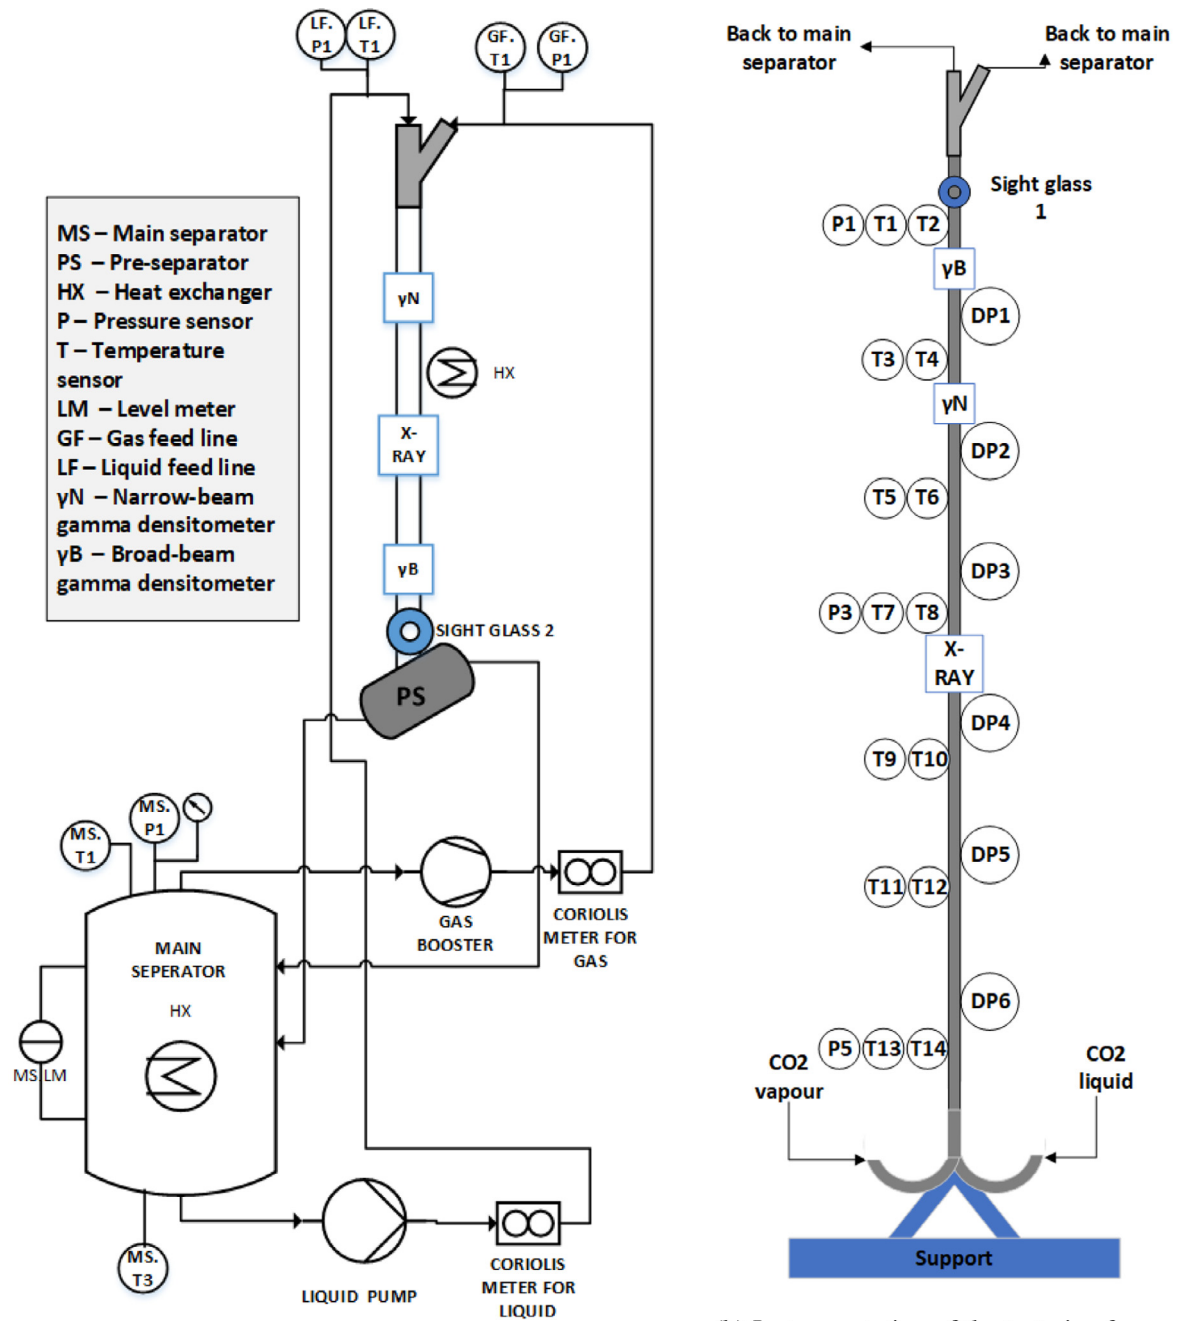 LF.
P1
LF.
T1
GF.
T1
GF.
P1
MS – Main separator
PS – Pre-separator
HX – Heat exchanger
P – Pressure sensor
T – Temperature
sensor
LM – Level meter
GF – Gas feed line
LF – Liquid feed line
γN – Narrow-beam
gamma densitometer
γB – Broad-beam
gamma densitometer
γN
HX
X-
RAY
γB
SIGHT GLASS 2
PS
MS.
P1
MS.
T1
GAS
BOOSTER
CORIOLIS
METER FOR
GAS
MAIN
SEPERATOR
HX
MS.LM
MS.
T3
LIQUID PUMP
CORIOLIS
METER FOR
LIQUID
Back to main
separator
Back to main
separator
Sight glass
1
P1 T1 T2
γB
DP1
T3 T4
γN
DP2
T5 T6
DP3
P3 T7 T8
X-
RAY
DP4
T9 T10
DP5
T11 T12
DP6
P5 T13 T14
CO2
vapour
CO2
liquid
Support